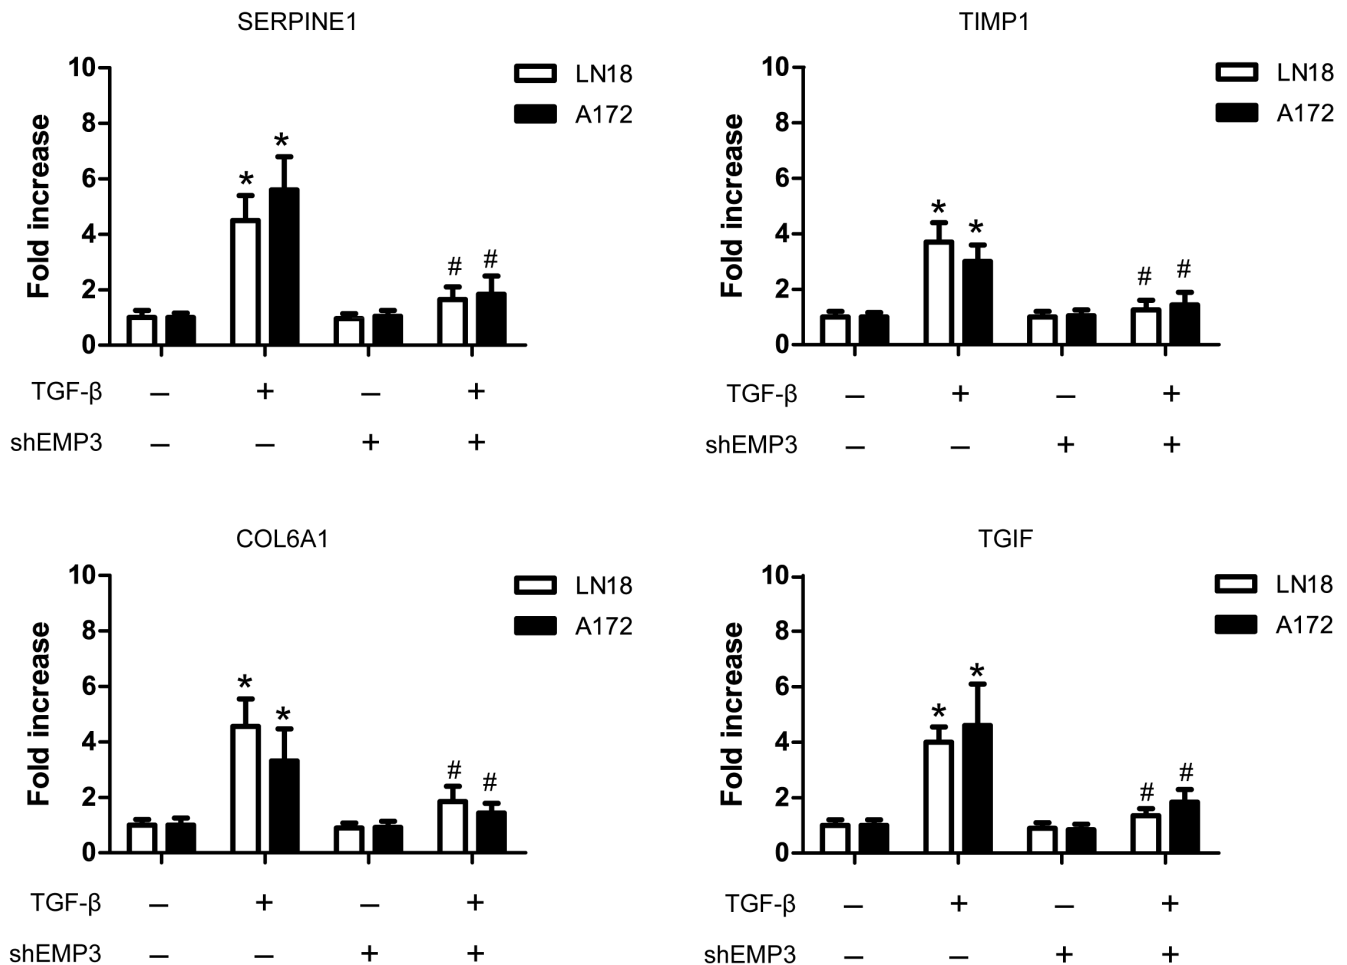 SERPINE1
LN18
A172
Fold increase
10
8
6
4
2
0
* *
# #
TGF-β – + – +
shEMP3 – – + +
TIMP1
LN18
A172
Fold increase
10
8
6
4
2
0
* *
# #
TGF-β – + – +
shEMP3 – – + +
COL6A1
LN18
A172
Fold increase
10
8
6
4
2
0
* *
# #
TGF-β – + – +
shEMP3 – – + +
TGIF
LN18
A172
Fold increase
10
8
6
4
2
0
* *
# #
TGF-β – + – +
shEMP3 – – + +